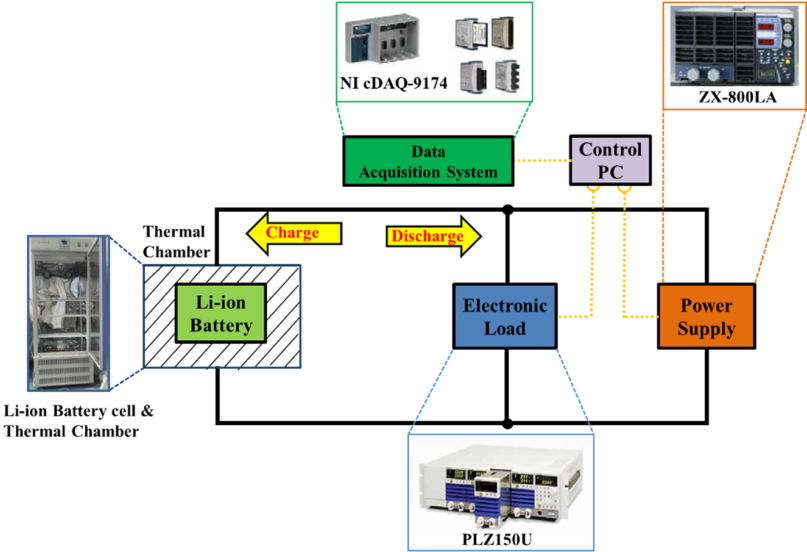 NI cDAQ-9174
ZX-800LA
Data
Acquisition System
Control
PC
Thermal
Chamber
Charge
Discharge
Li-ion
Battery
Electronic
Load
Power
Supply
Li-ion Battery cell &
Thermal Chamber
PLZ150U